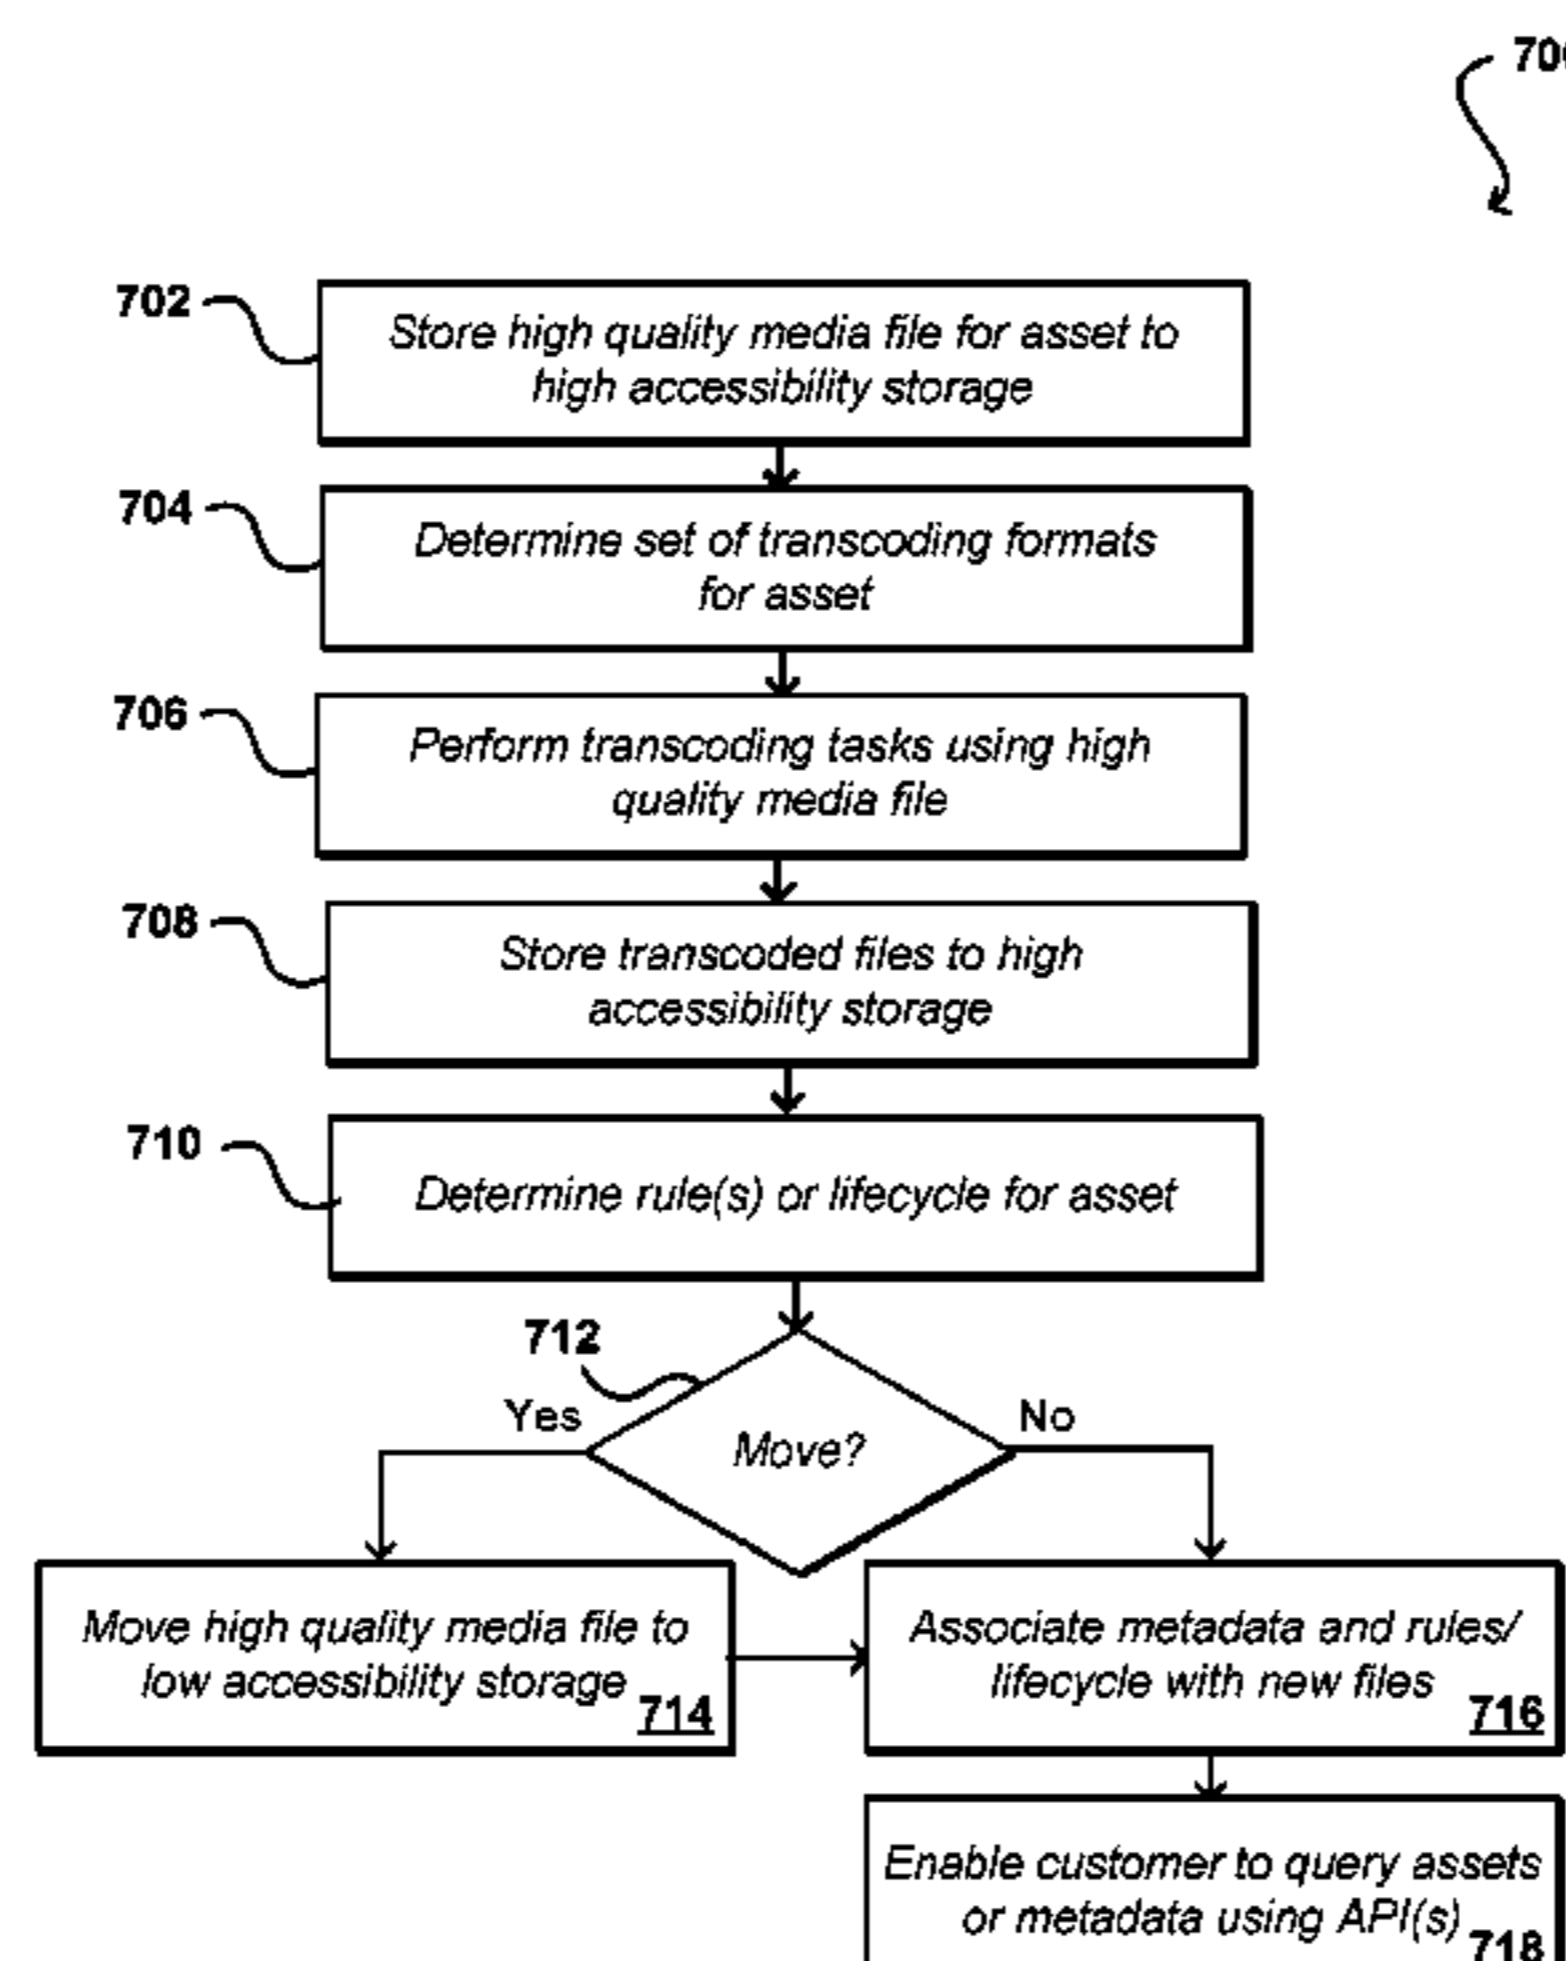 702
Store high quality media file for asset to
high accessibility storage
704
Determine set of transcoding formats
for asset
706
Perform transcoding tasks using high
quality media file
708
Store transcoded files to high
accessibility storage
710
Determine rule(s) or lifecycle for asset
712
Yes
Move?
No
Move high quality media file to
low accessibility storage
714
Associate metadata and rules/
lifecycle with new files
716
Enable customer to query assets
or metadata using API(s)
718